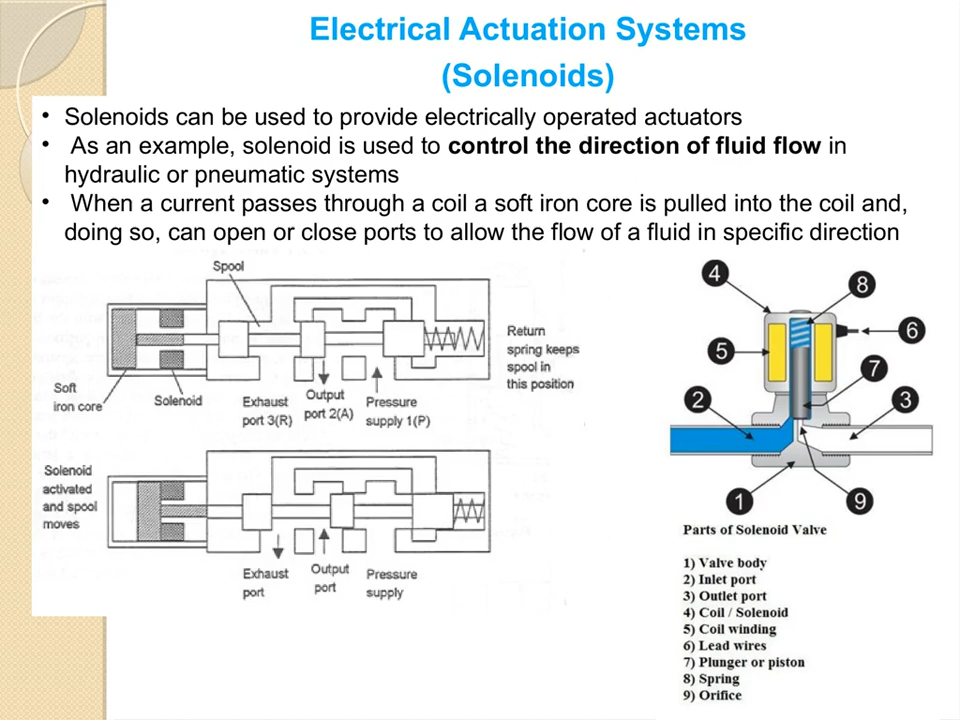 Electrical Actuation Systems
(Solenoids)
• Solenoids can be used to provide electrically operated actuators
• As an example, solenoid is used to control the direction of fluid flow in
hydraulic or pneumatic systems
• When a current passes through a coil a soft iron core is pulled into the coil and,
doing so, can open or close ports to allow the flow of a fluid in specific direction
Spool
Return
spring keeps
spool in
this position
Soft
iron core
Solenoid
Exhaust
port 3(R)
Output
port 2(A)
Pressure
supply 1(P)
Solenoid
activated
and spool
moves
Exhaust
port
Output
port
Pressure
supply
4
8
6
5
7
2
3
1
9
Parts of Solenoid Valve
1) Valve body
2) Inlet port
3) Outlet port
4) Coil / Solenoid
5) Coil winding
6) Lead wires
7) Plunger or piston
8) Spring
9) Orifice